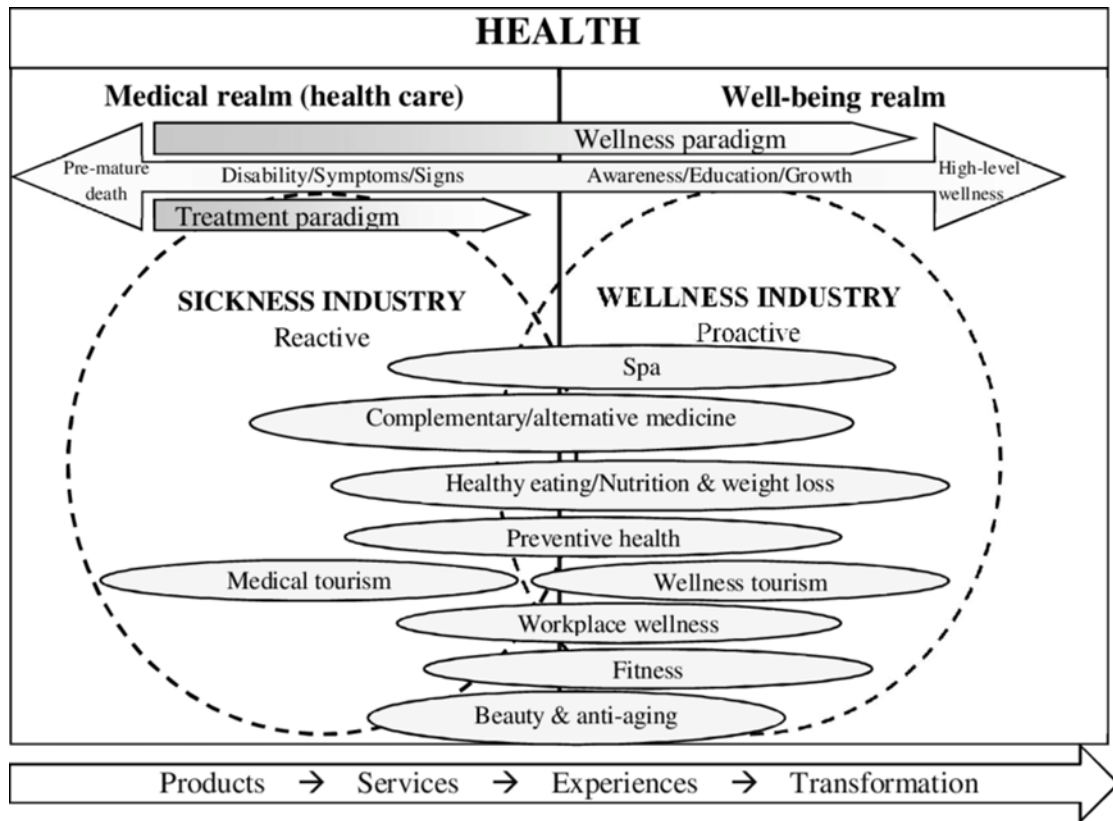 HEALTH
Medical realm (health care)
Well-being realm
Wellness paradigm
Pre-mature
death
Disability/Symptoms/Signs
Awareness/Education/Growth
High-level
wellness
Treatment paradigm
SICKNESS INDUSTRY
Reactive
WELLNESS INDUSTRY
Proactive
Spa
Complementary/alternative medicine
Healthy eating/Nutrition & weight loss
Preventive health
Medical tourism
Wellness tourism
Workplace wellness
Fitness
Beauty & anti-aging
Products → Services → Experiences → Transformation